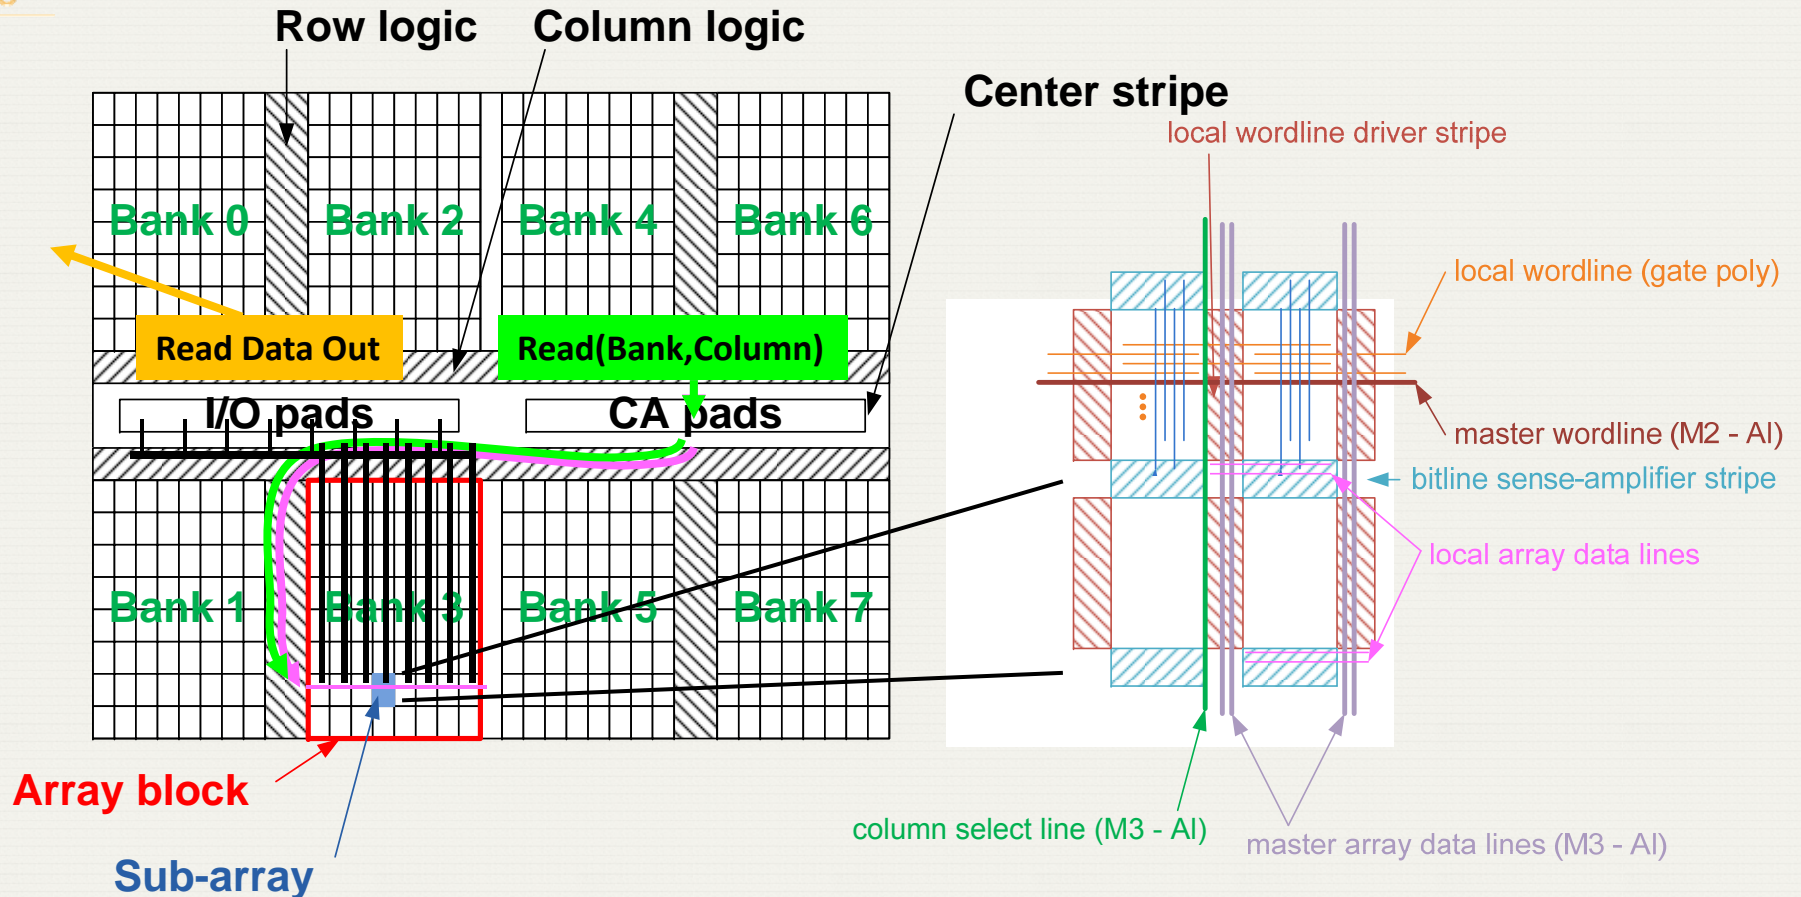 Row logic
Column logic
Center stripe
local wordline driver stripe
Bank 0
Bank 2
Bank 4
Bank 6
local wordline (gate poly)
Read Data Out
Read(Bank,Column)
I/O pads
CA pads
master wordline (M2 - Al)
bitline sense-amplifier stripe
local array data lines
Bank 1
Bank 3
Bank 5
Bank 7
Array block
column select line (M3 - Al)
master array data lines (M3 - Al)
Sub-array